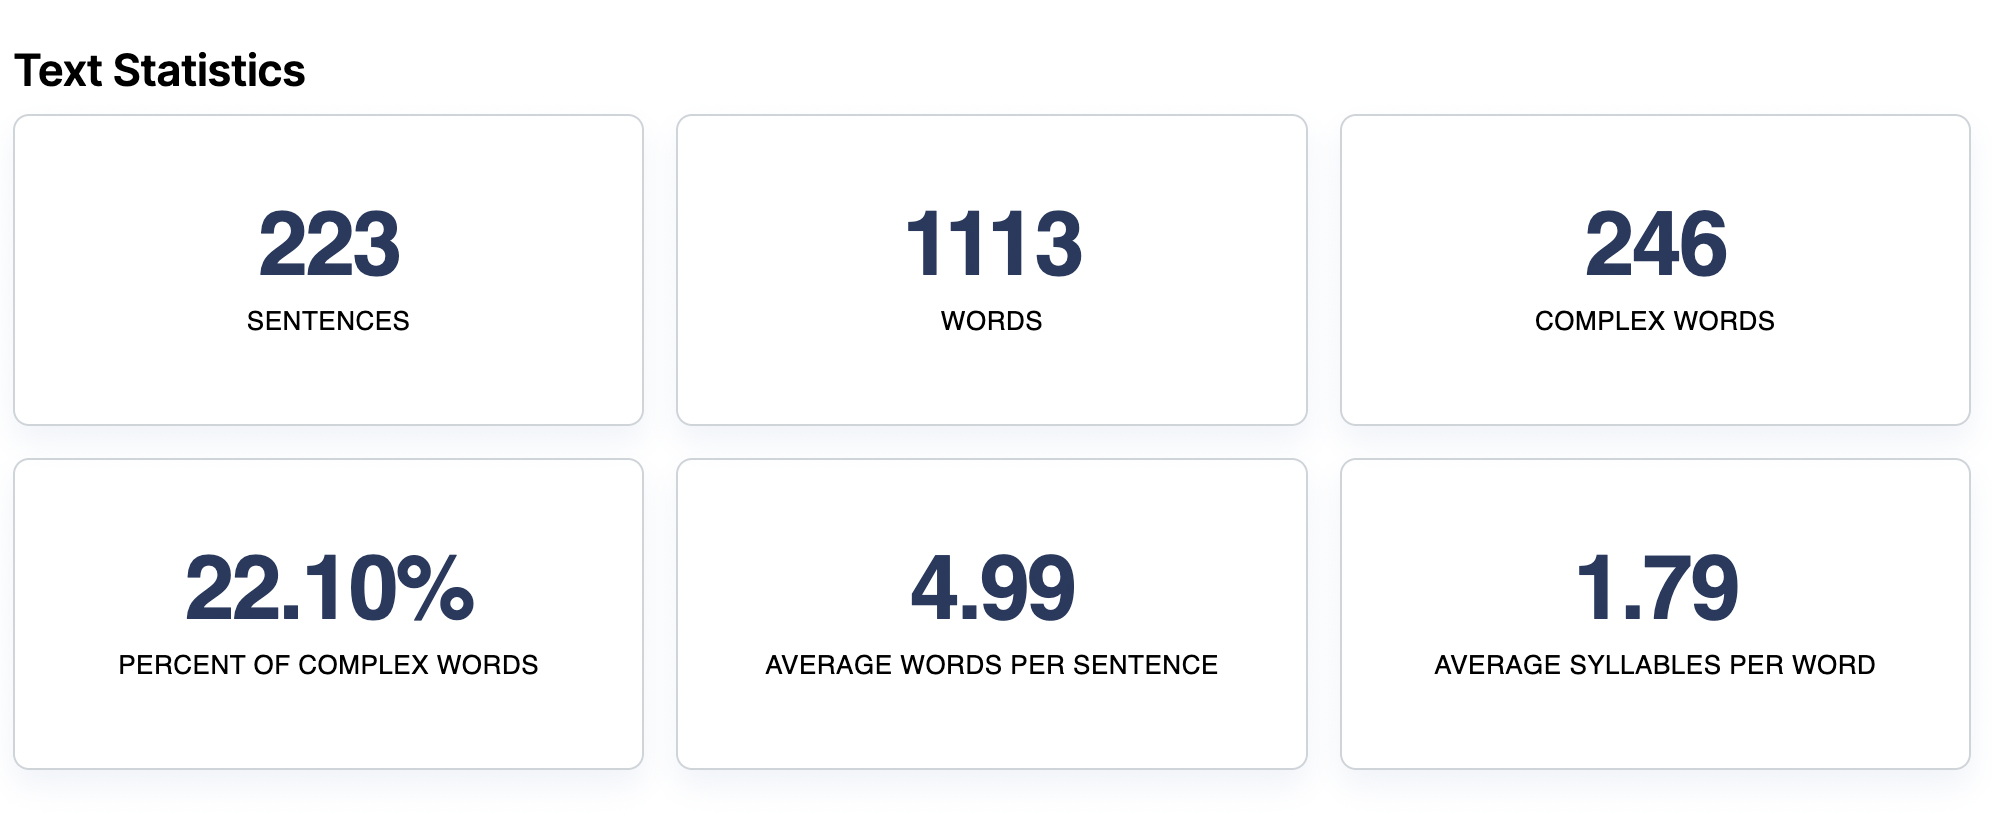 Text Statistics
223
SENTENCES
1113
WORDS
246
COMPLEX WORDS
22.10%
PERCENT OF COMPLEX WORDS
4.99
AVERAGE WORDS PER SENTENCE
1.79
AVERAGE SYLLABLES PER WORD